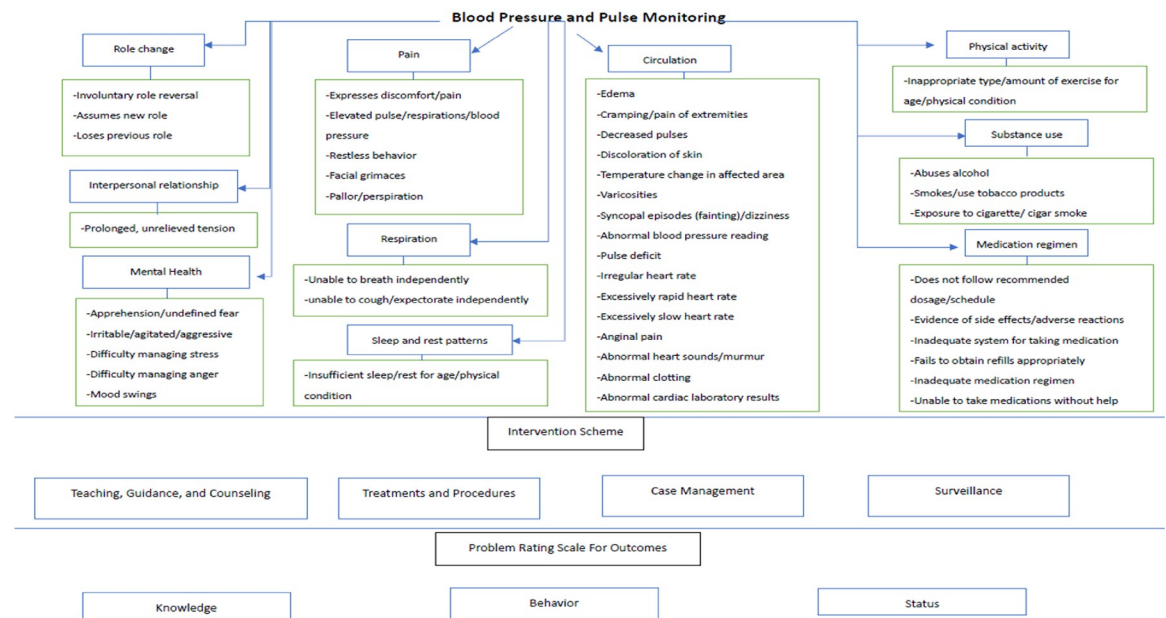 Blood Pressure and Pulse Monitoring
Role change
-Involuntary role reversal
-Assumes new role
-Loses previous role
Interpersonal relationship
-Prolonged, unrelieved tension
Mental Health
-Apprehension/undefined fear
-Irritable/agitated/aggressive
-Difficulty managing stress
-Difficulty managing anger
-Mood swings
Pain
-Expresses discomfort/pain
-Elevated pulse/respirations/blood
pressure
-Restless behavior
-Facial grimaces
-Pallor/perspiration
Respiration
-Unable to breath independently
-unable to cough/expectorate independently
Sleep and rest patterns
-Insufficient sleep/rest for age/physical
condition
Circulation
-Edema
-Cramping/pain of extremities
-Decreased pulses
-Discoloration of skin
-Temperature change in affected area
-Varicosities
-Syncopal episodes (fainting)/dizziness
-Abnormal blood pressure reading
-Pulse deficit
-Irregular heart rate
-Excessively rapid heart rate
-Excessively slow heart rate
-Anginal pain
-Abnormal heart sounds/murmur
-Abnormal clotting
-Abnormal cardiac laboratory results
Physical activity
-Inappropriate type/amount of exercise for
age/physical condition
Substance use
-Abuses alcohol
-Smokes/use tobacco products
-Exposure to cigarette/ cigar smoke
Medication regimen
-Does not follow recommended
dosage/schedule
-Evidence of side effects/adverse reactions
-Inadequate system for taking medication
-Fails to obtain refills appropriately
-Inadequate medication regimen
-Unable to take medications without help
Intervention Scheme
Teaching, Guidance, and Counseling
Treatments and Procedures
Case Management
Surveillance
Problem Rating Scale For Outcomes
Knowledge
Behavior
Status